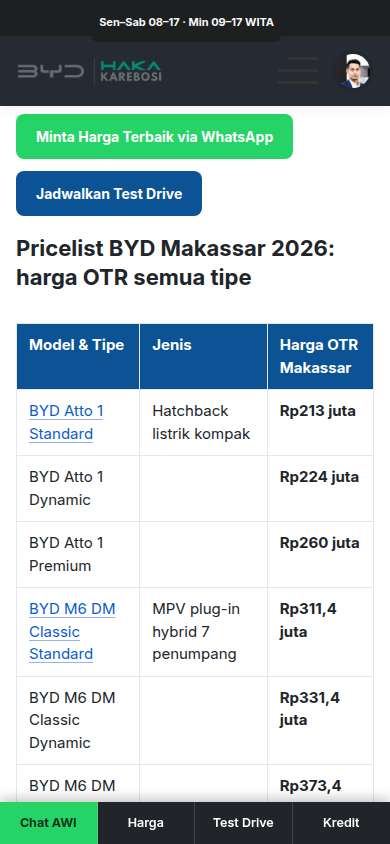 Sen–Sab 08–17 · Min 09–17 WITA
BYD HAKA
KAREBOSI
Minta Harga Terbaik via WhatsApp
Jadwalkan Test Drive
Pricelist BYD Makassar 2026:
harga OTR semua tipe
Model & Tipe Jenis Harga OTR
Makassar
BYD Atto 1 Hatchback Rp213 juta
Standard listrik kompak
BYD Atto 1 Rp224 juta
Dynamic
BYD Atto 1 Rp260 juta
Premium
BYD M6 DM MPV plug-in Rp311,4
Classic hybrid 7 juta
Standard penumpang
BYD M6 DM Rp331,4
Classic juta
Dynamic
BYD M6 DM Rp373,4
Chat AWI Harga Test Drive Kredit